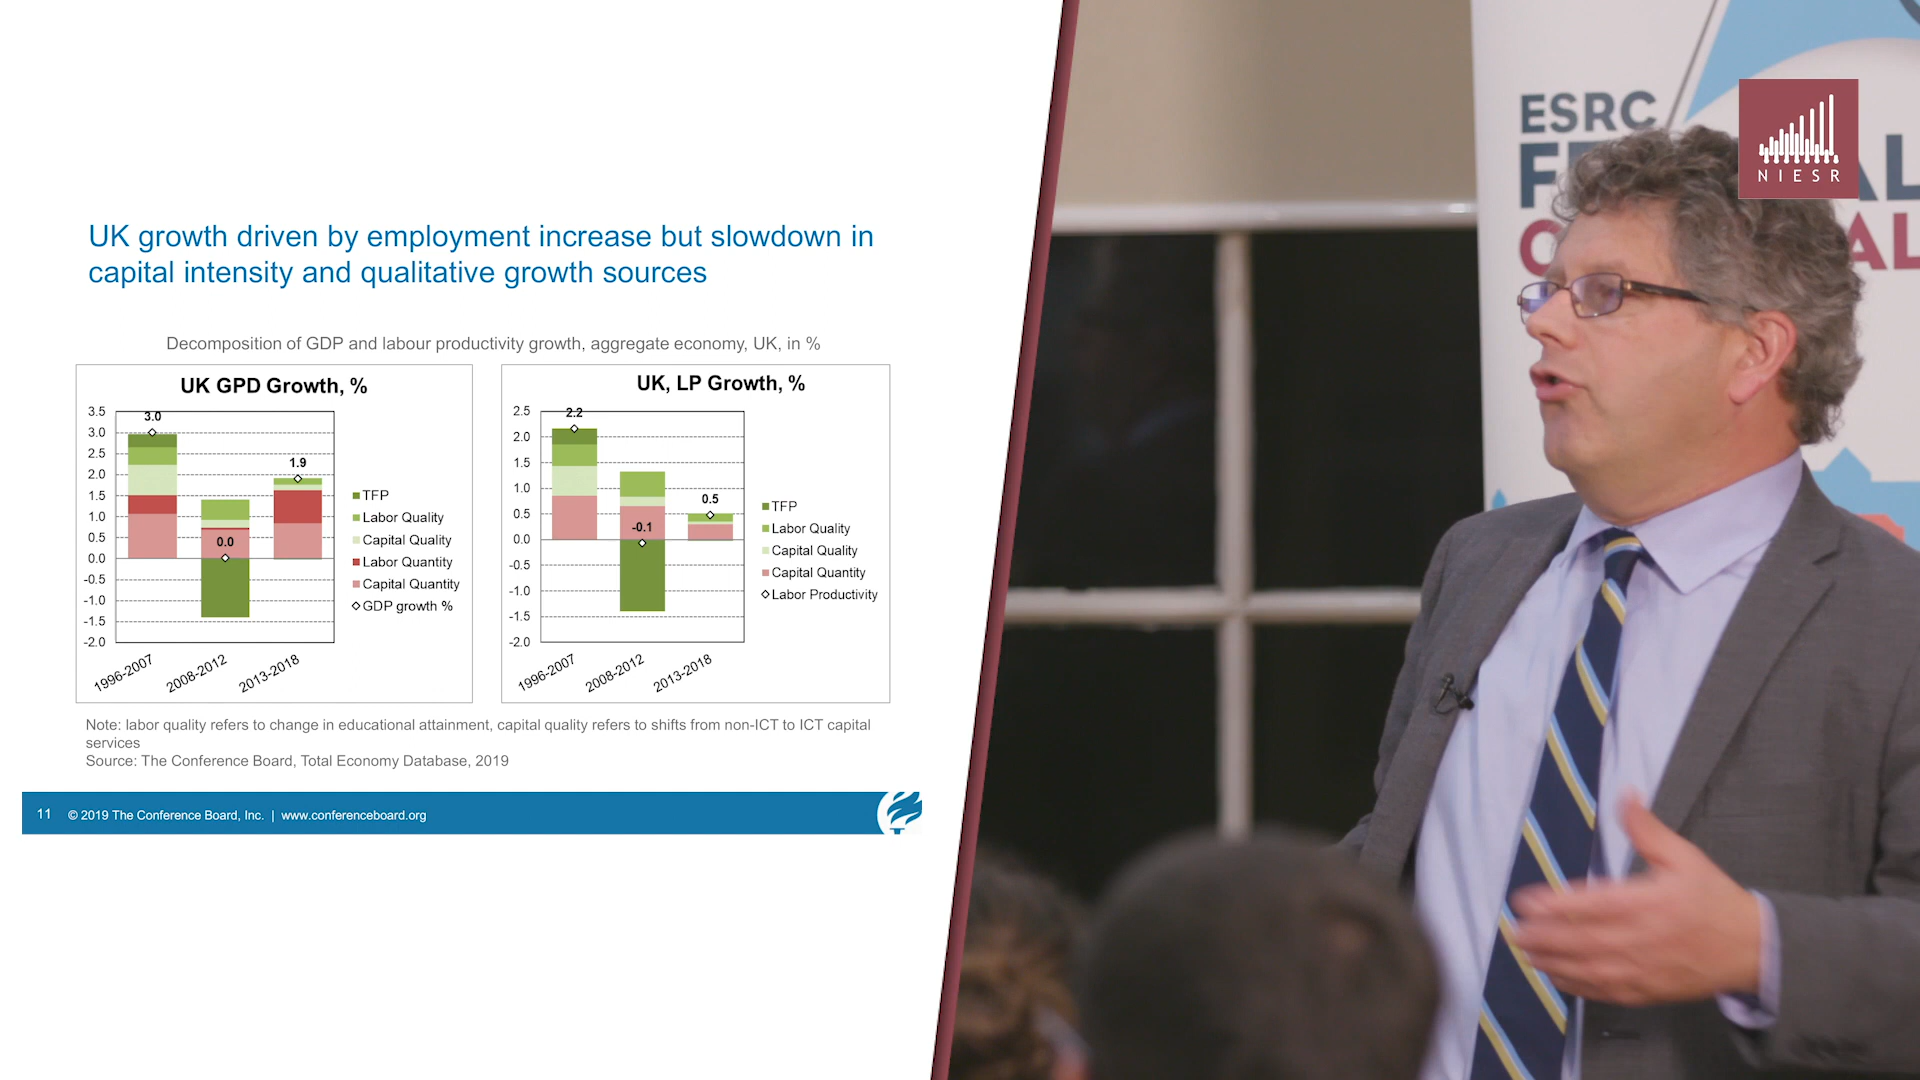 UK growth driven by employment increase but slowdown in
capital intensity and qualitative growth sources
Decomposition of GDP and labour productivity growth, aggregate economy, UK, in %
UK GPD Growth, %
3.5
3.0
2.5
2.0
1.5
1.0
0.5
0.0
-0.5
-1.0
-1.5
-2.0
3.0
0.0
1.9
1996-2007
2008-2012
2013-2018
TFP
Labor Quality
Capital Quality
Labor Quantity
Capital Quantity
GDP growth %
UK, LP Growth, %
2.5
2.0
1.5
1.0
0.5
0.0
-0.5
-1.0
-1.5
-2.0
2.2
-0.1
0.5
1996-2007
2008-2012
2013-2018
TFP
Labor Quality
Capital Quality
Capital Quantity
Labor Productivity
Note: labor quality refers to change in educational attainment, capital quality refers to shifts from non-ICT to ICT capital
services
Source: The Conference Board, Total Economy Database, 2019
11 © 2019 The Conference Board, Inc. | www.conferenceboard.org
ESRC
NIESR